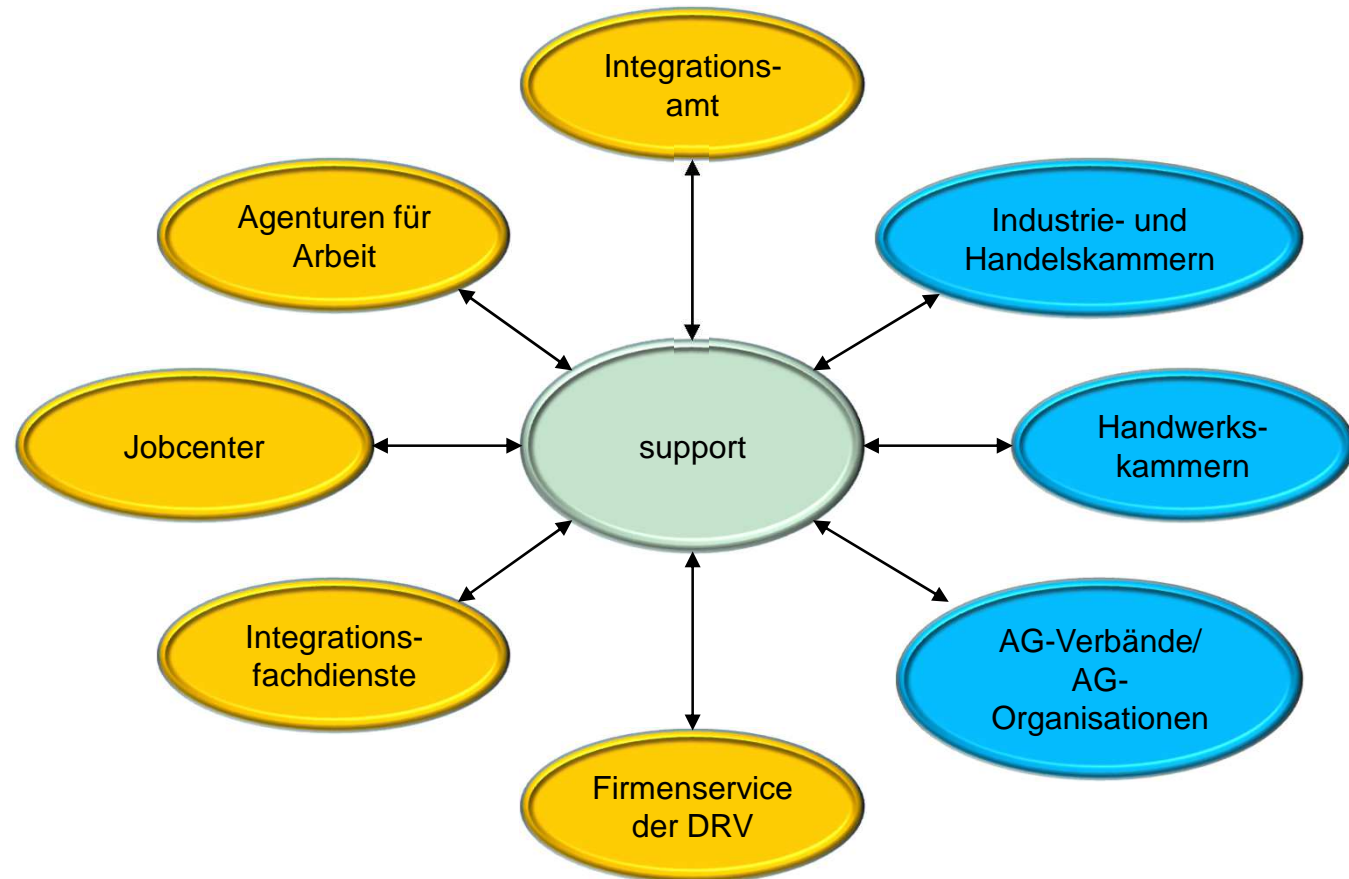 Integrations-
amt
Agenturen für
Arbeit
Industrie- und
Handelskammern
Jobcenter
support
Handwerks-
kammern
Integrations-
fachdienste
AG-Verbände/
AG-
Organisationen
Firmenservice
der DRV